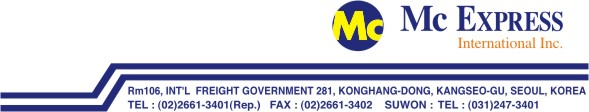 Mc Mc EXPRESS
International Inc.
Rm106, INT'L FREIGHT GOVERNMENT 281, KONGHANG-DONG, KANGSEO-GU, SEOUL, KOREA
TEL : (02)2661-3401(Rep.) FAX : (02)2661-3402 SUWON : TEL : (031)247-3401